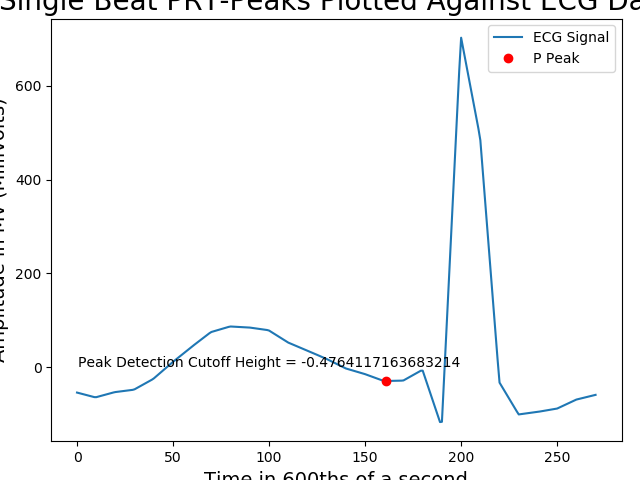 Single Beat PRT-Peaks Plotted Against ECG Da
ECG Signal
P Peak
Amplitude in MV (Millivolts)
600
400
200
0
Peak Detection Cutoff Height = -0.4764117163683214
0 50 100 150 200 250
Time in 600ths of a second